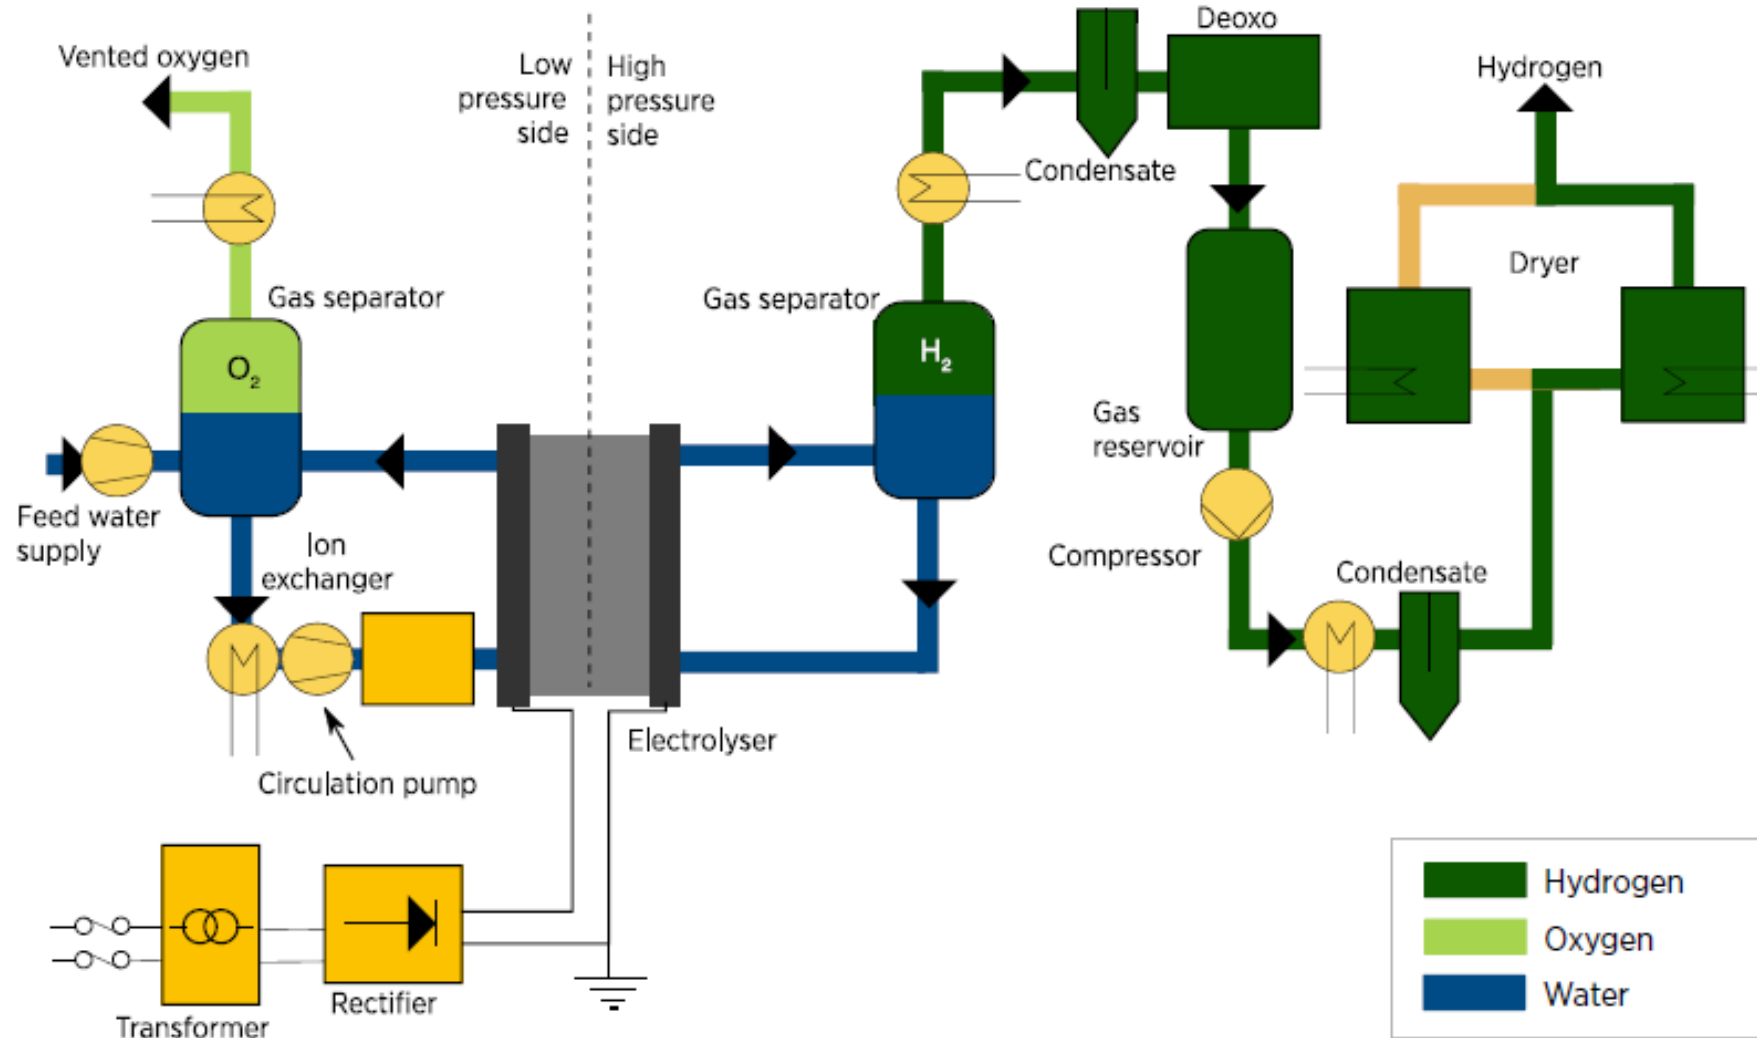 Vented oxygen
Low
pressure
side
High
pressure
side
Deoxo
Hydrogen
Condensate
Dryer
Gas separator
Gas separator
O₂
H₂
Gas
reservoir
Feed water
supply
Ion
exchanger
Compressor
Condensate
Electrolyser
Circulation pump
Rectifier
Transformer
Hydrogen
Oxygen
Water